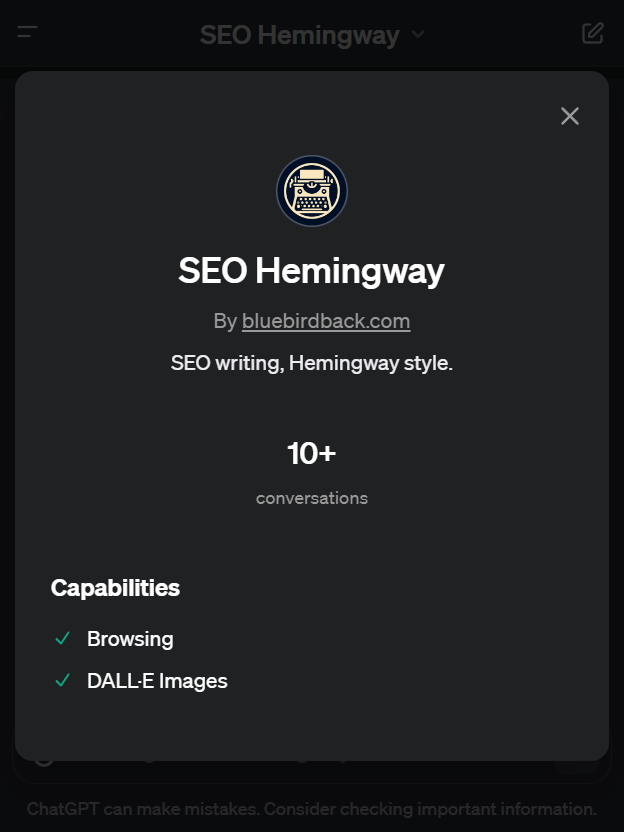 SEO Hemingway
SEO Hemingway
By bluebirdback.com
SEO writing, Hemingway style.
10+
conversations
Capabilities
Browsing
DALL·E Images
ChatGPT can make mistakes. Consider checking important information.